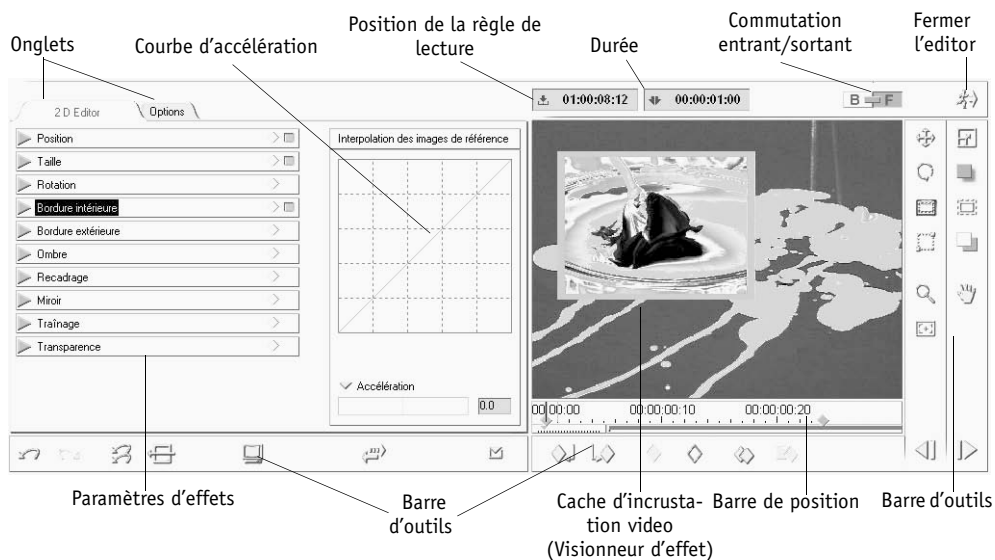 Onglets
Courbe d'accélération
Position de la règle de
lecture
Durée
Commutation
entrant/sortant
Fermer
l'editor
01:00:08:12
00:00:01:00
B F
2D Editor
Options
Position
Taille
Rotation
Bordure intérieure
Bordure extérieure
Ombre
Recadrage
Miroir
Traînage
Transparence
Interpolation des images de référence
Accélération
0.0
00:00:00
00:00:00:10
00:00:00:20
Paramètres d'effets
Barre
d'outils
Cache d'incrusta-
tion video
(Visionneur d'effet)
Barre de position
Barre d'outils